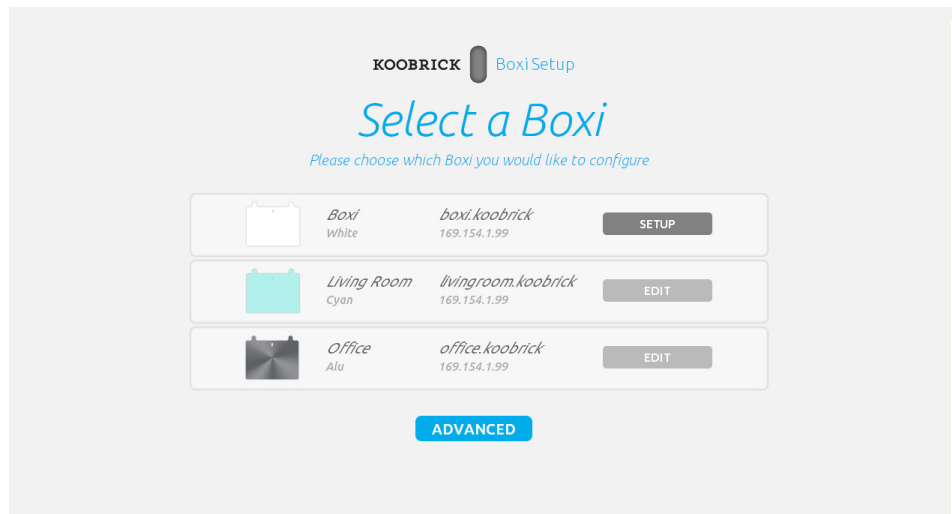 KOOBRICK Boxi Setup
Select a Boxi
Please choose which Boxi you would like to configure
Boxi boxi.koobrick SETUP
White 169.154.1.99
Living Room livingroom.koobrick EDIT
Cyan 169.154.1.99
Office office.koobrick EDIT
Alu 169.154.1.99
ADVANCED